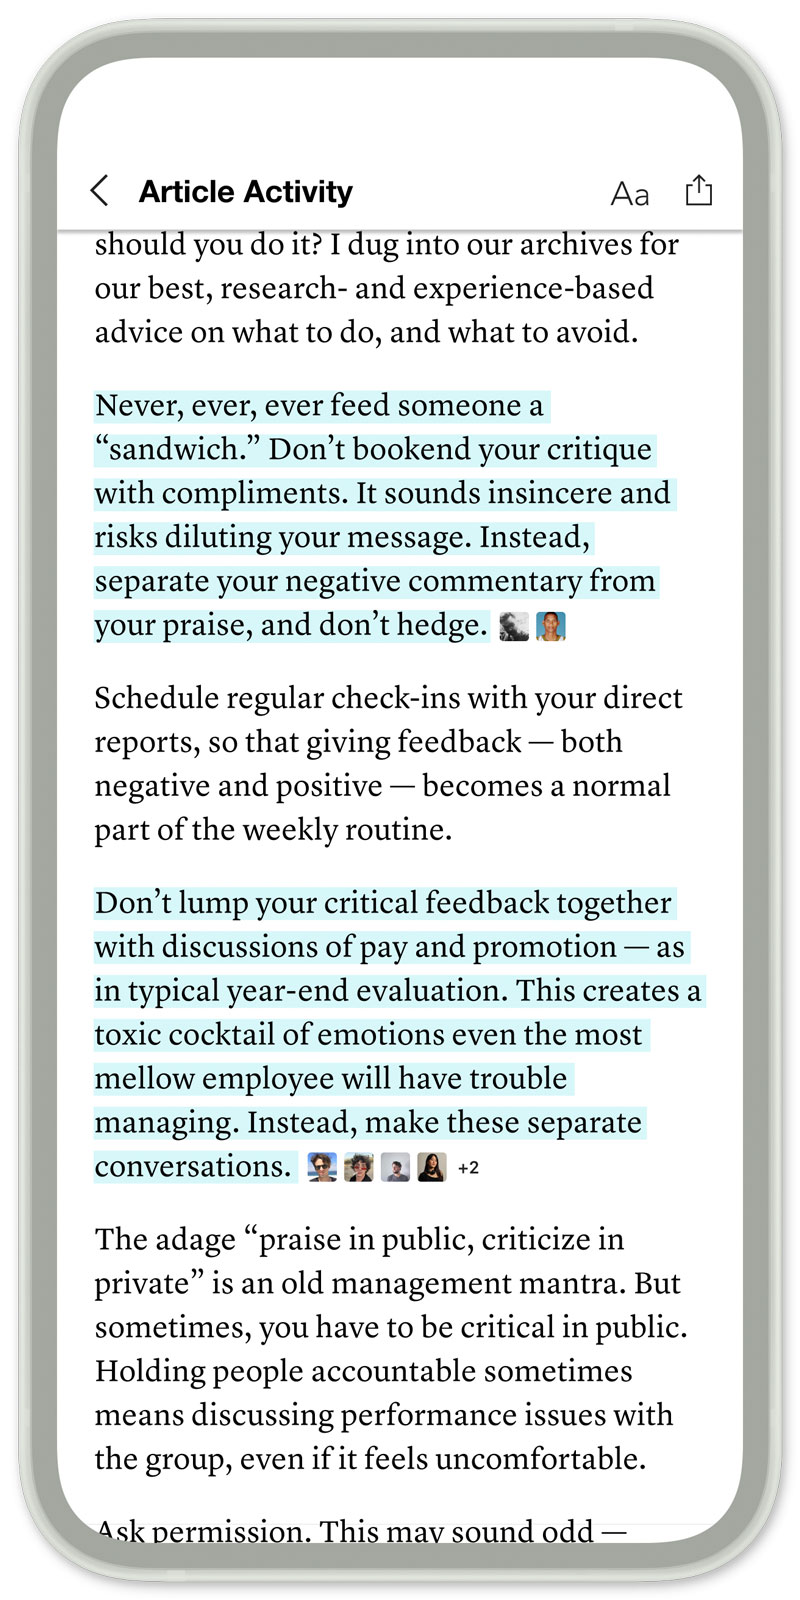 Article Activity
Aa
should you do it? I dug into our archives for
our best, research- and experience-based
advice on what to do, and what to avoid.
Never, ever, ever feed someone a
“sandwich.” Don’t bookend your critique
with compliments. It sounds insincere and
risks diluting your message. Instead,
separate your negative commentary from
your praise, and don’t hedge.
Schedule regular check-ins with your direct
reports, so that giving feedback — both
negative and positive — becomes a normal
part of the weekly routine.
Don’t lump your critical feedback together
with discussions of pay and promotion — as
in typical year-end evaluation. This creates a
toxic cocktail of emotions even the most
mellow employee will have trouble
managing. Instead, make these separate
conversations.
+2
The adage “praise in public, criticize in
private” is an old management mantra. But
sometimes, you have to be critical in public.
Holding people accountable sometimes
means discussing performance issues with
the group, even if it feels uncomfortable.
Ask permission. This may sound odd —